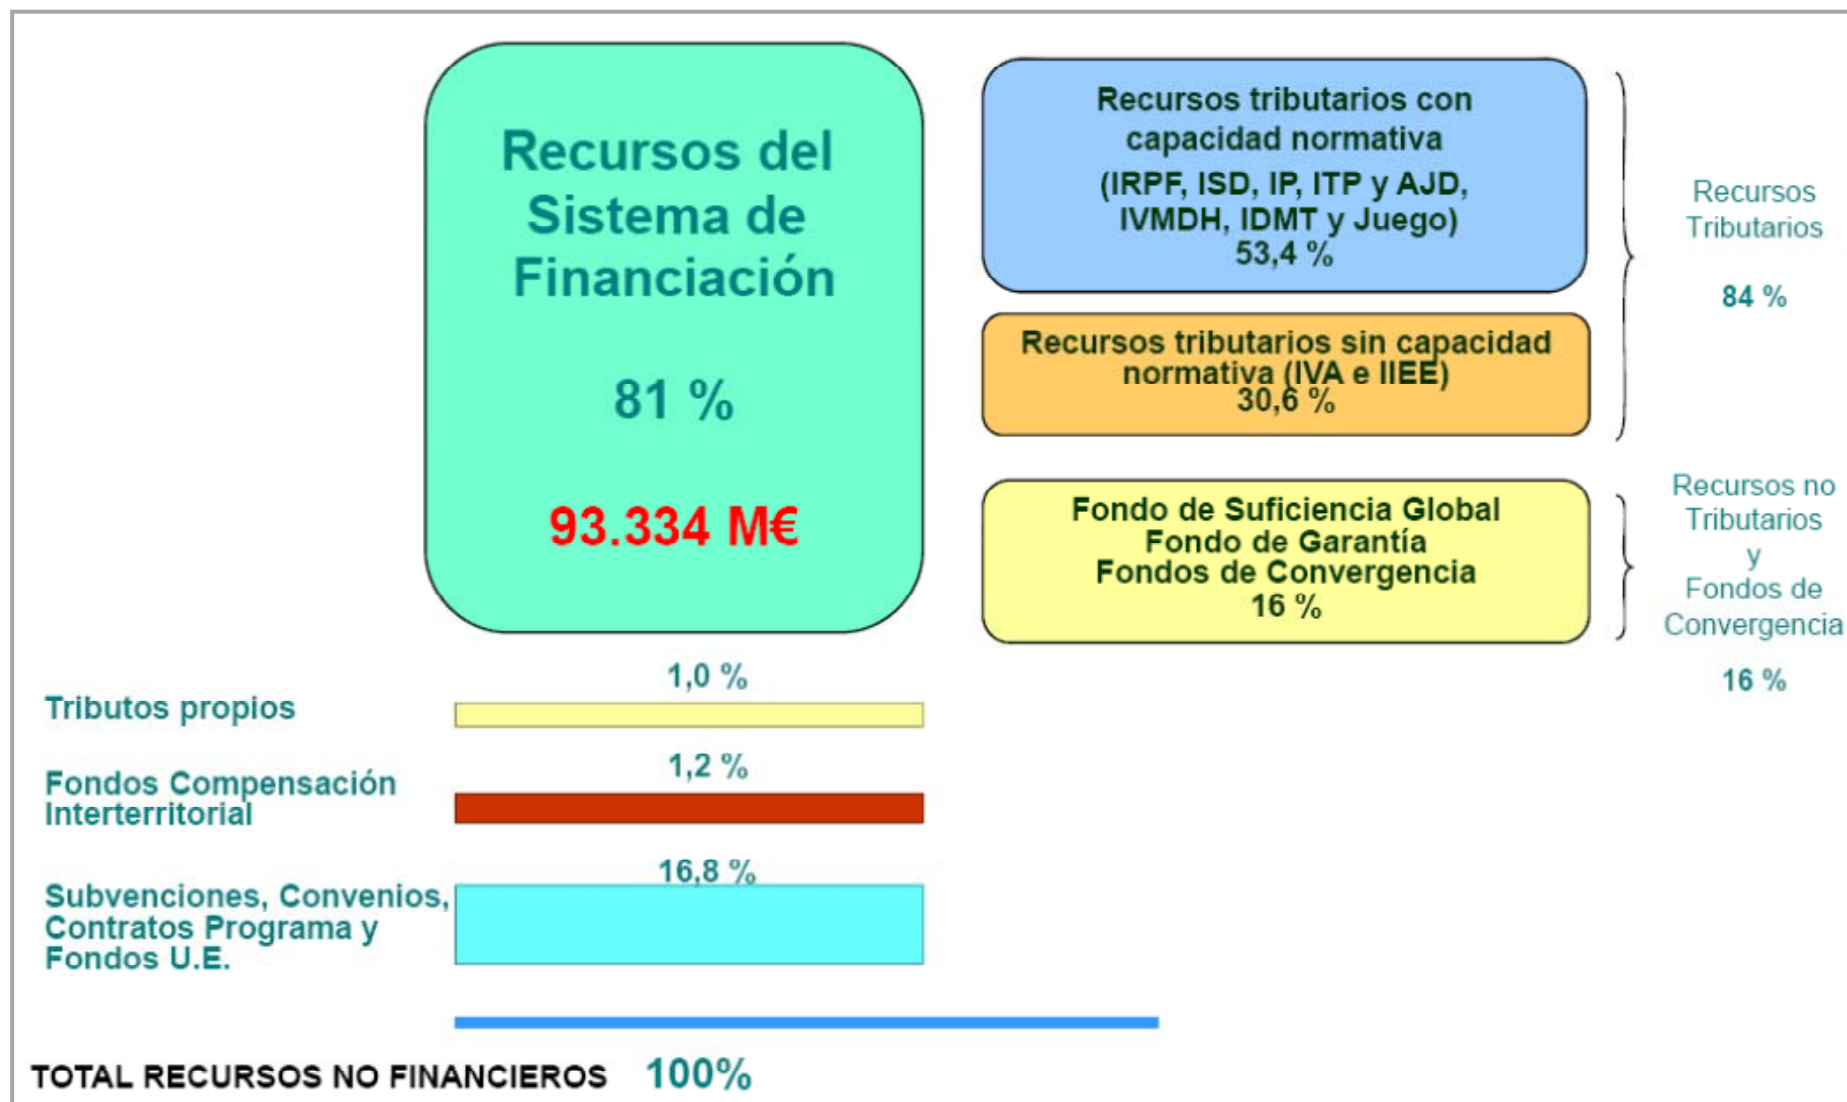 Recursos del
Sistema de
Financiación
81 %
93.334 M€
Recursos tributarios con
capacidad normativa
(IRPF, ISD, IP, ITP y AJD,
IVMDH, IDMT y Juego)
53,4 %
Recursos tributarios sin capacidad
normativa (IVA e IIEE)
30,6 %
Recursos
Tributarios
84 %
Fondo de Suficiencia Global
Fondo de Garantía
Fondos de Convergencia
16 %
Recursos no
Tributarios
y
Fondos de
Convergencia
16 %
Tributos propios
1,0 %
Fondos Compensación
Interterritorial
1,2 %
Subvenciones, Convenios,
Contratos Programa y
Fondos U.E.
16,8 %
TOTAL RECURSOS NO FINANCIEROS 100%